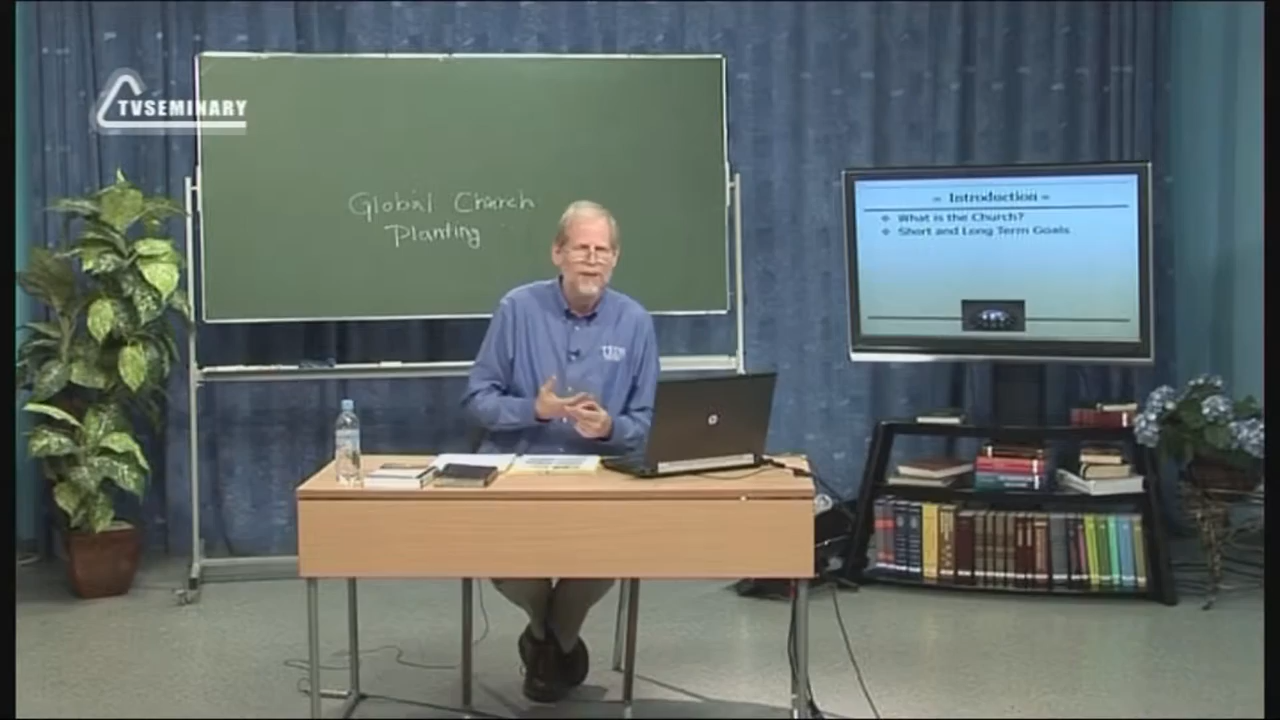 TVSEMINARY
Global Church
Planting
Introduction
❖ What is the Church?
❖ Short and Long Term Goals